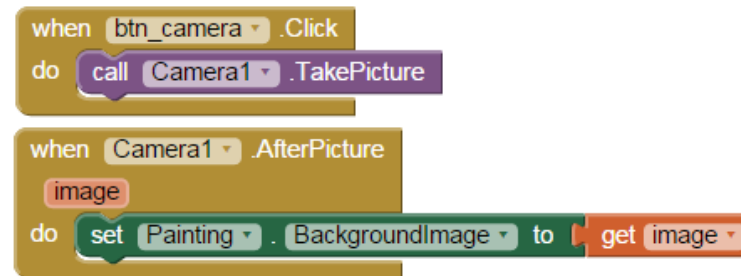 when btn_camera .Click
do call Camera1 .TakePicture
when Camera1 .AfterPicture
image
do set Painting . BackgroundImage to get image